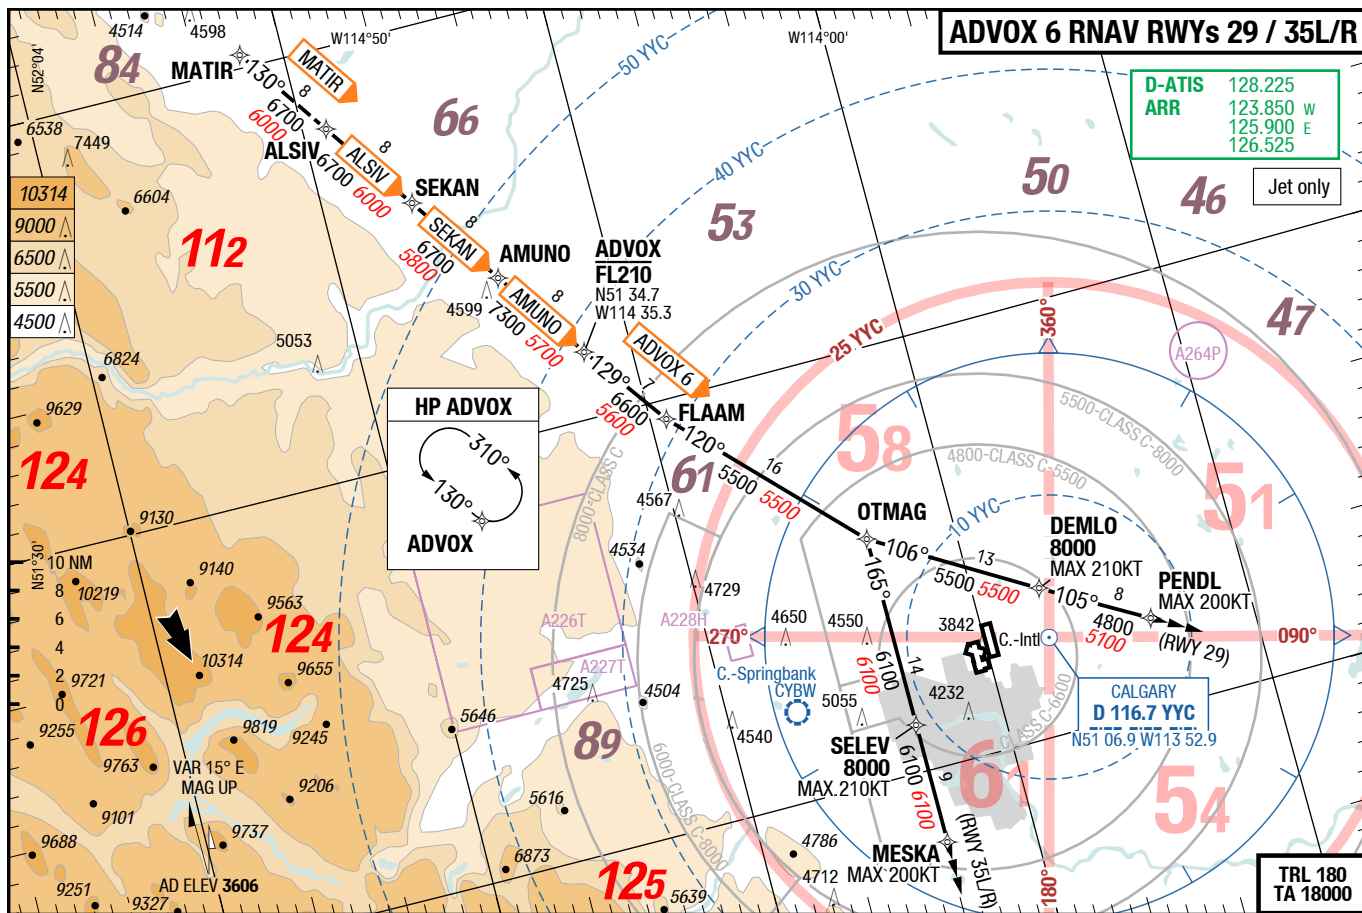 ADVOX 6 RNAV RWYs 29 / 35L/R
D-ATIS 128.225
ARR 123.850 W
125.900 E
126.525
Jet only
N52°04'
W114°50'
W114°00'
4514
4598
84
MATIR
130°
8
6700
6000
MATIR
66
50 YYC
6538
7449
ALSIV
6700
6000
ALSIV
8
SEKAN
40 YYC
50
46
10314
9000
6500
5500
4500
6604
112
SEKAN
8
6700
5800
AMUNO
53
ADVOX
FL210
N51 34.7
W114 35.3
30 YYC
4599
AMUNO
8
7300
5700
47
5053
6824
25 YYC
360°
A264P
ADVOX 6
129°
7
6600
5600
FLAAM
9629
HP ADVOX
310°
130°
ADVOX
120°
16
5500
5500
58
5500-CLASS C-8000
4800-CLASS C-5500
8000-CLASS C
61
124
4567
51
10 YYC
9130
OTMAG
DEMLO
8000
MAX 210KT
N51°30'
10 NM
8
6
4
2
0
10219
9140
4534
106°
13
5500
5500
105°
8
4800
5100
PENDL
MAX 200KT
(RWY 29)
9563
124
A226T
4729
A228H
165°
14
6100
6100
270°
4650
4550
3842
C.-Intl
090°
10314
9655
A227T
4725
4504
C.-Springbank
CYBW
9721
126
9255
9819
9245
5646
89
4540
5055
4232
CLASS C-6600
CALGARY
D 116.7 YYC
N51 06.9 W113 52.9
SELEV
8000
MAX.210KT
9763
VAR 15° E
MAG UP
9206
6000-CLASS C-8000
6100
9
6100
61
54
9101
5616
9688
9737
6873
4786
MESKA
MAX 200KT
(RWY 35L/R)
180°
AD ELEV 3606
125
4712
9251
9327
5639
TRL 180
TA 18000